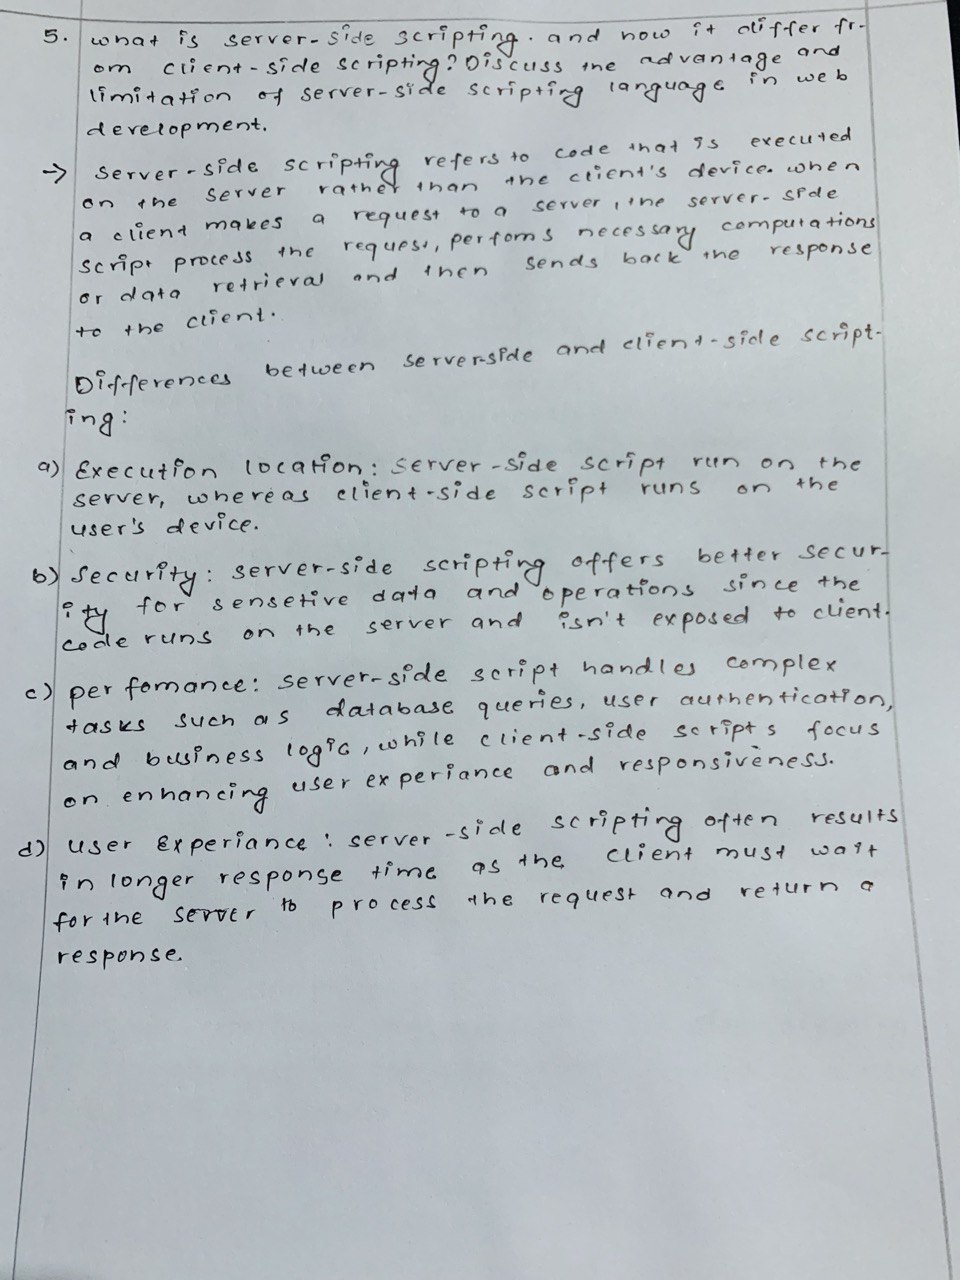 5. what is server-side scripting. and how it differ fr-
om client-side scripting? Discuss the advantage and
limitation of server-side scripting language in web
development.
→ server-side scripting refers to code that is executed
on the server rather than the client's device. when
a client makes a request to a server, the server-side
script process the request, perfoms necessary computations
or data retrieval and then sends back the response
to the client.
Differences between serverside and client-side script-
ing:
a) Execution location: server-side script run on the
server, whereas client-side script runs on the
user's device.
b) security: server-side scripting offers better secur-
ity for sensetive data and operations since the
code runs on the server and isn't exposed to client.
c) perfomance: server-side script handles complex
tasks such as database queries, user authentication,
and business logic, while client-side scripts focus
on enhancing user experiance and responsiveness.
d) user Experiance: server-side scripting often results
in longer response time as the client must wait
for the server to process the request and return a
response.